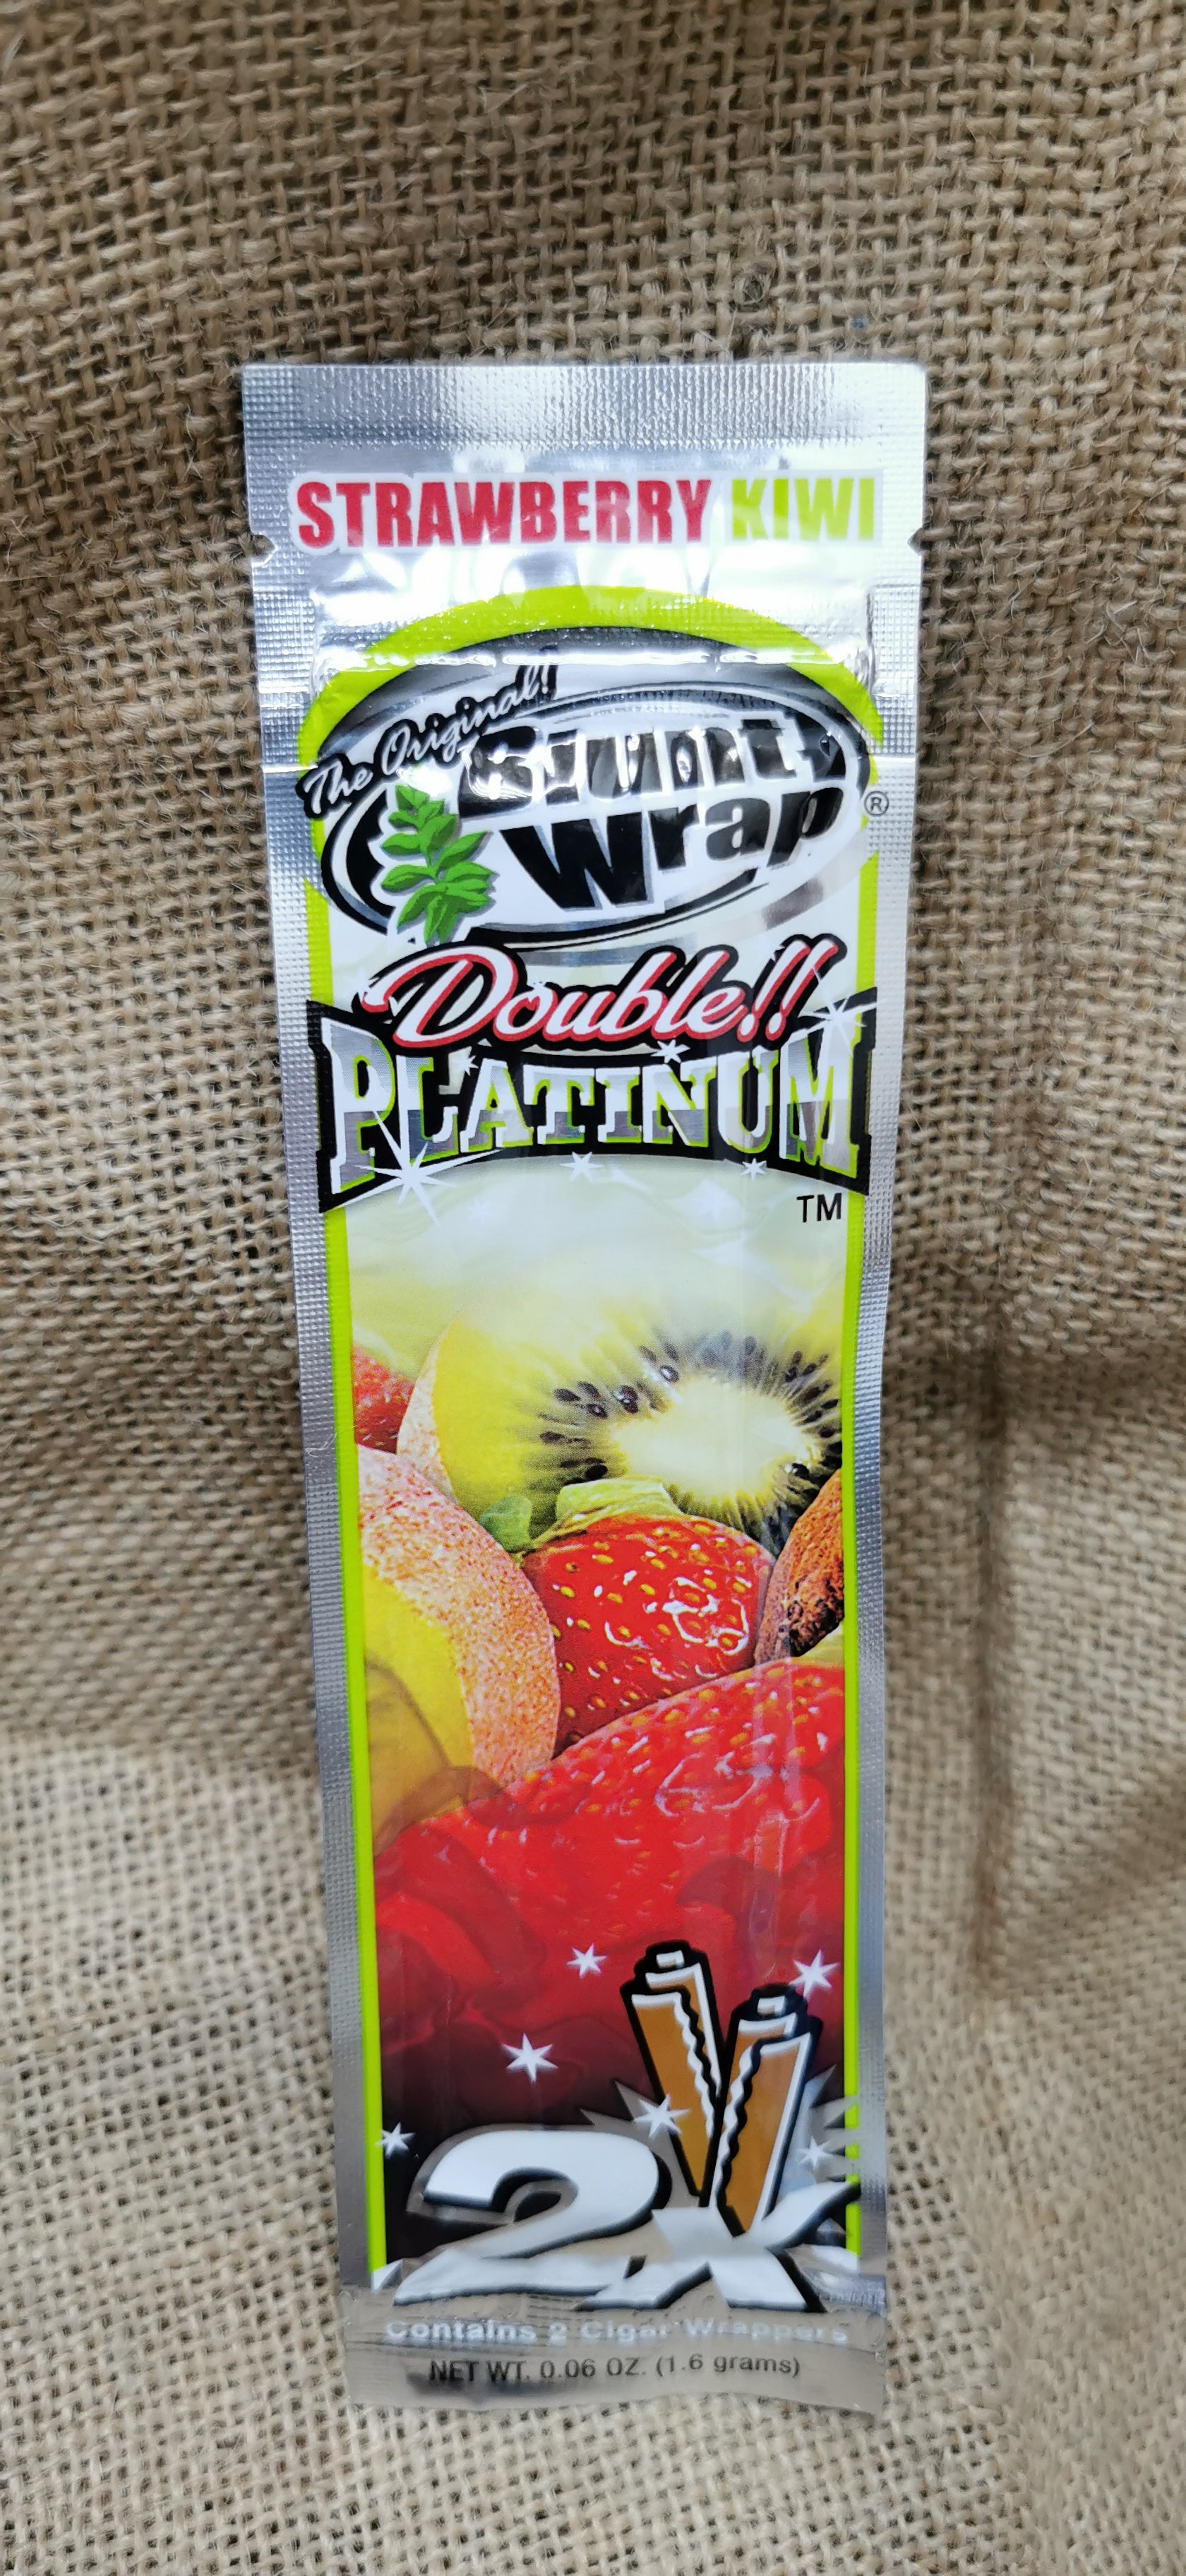 STRAWBERRY KIWI
The Original!
Blunt
Wrap ®
Double!!
PLATINUM
TM
2x
Contains 2 Cigar Wrappers
NET WT. 0.06 OZ. (1.6 grams)